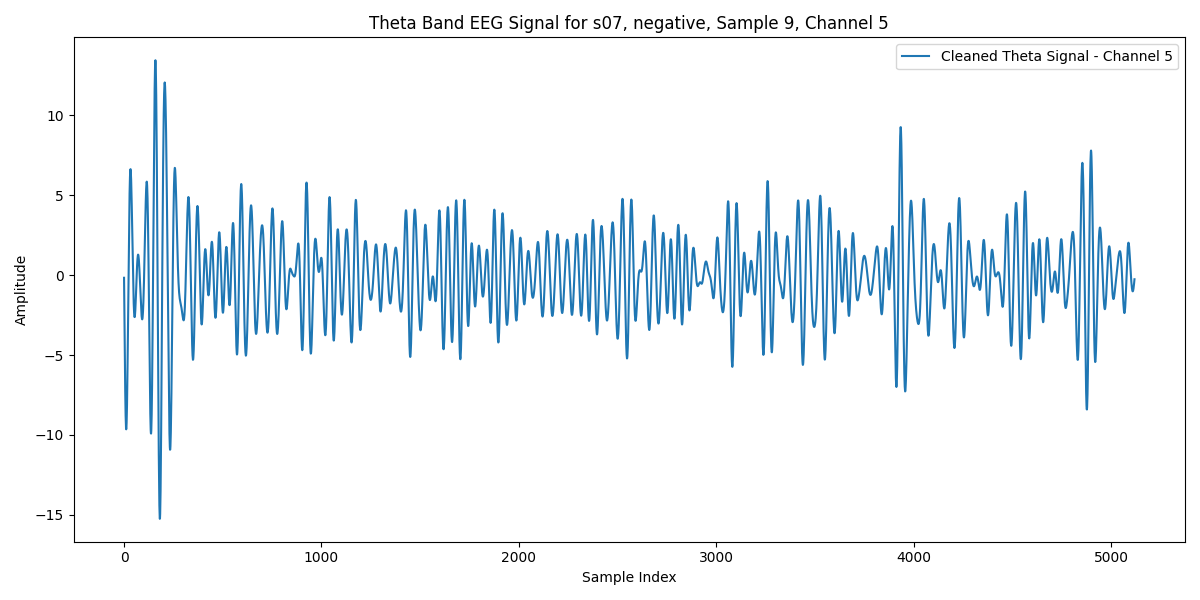 Theta Band EEG Signal for s07, negative, Sample 9, Channel 5
Cleaned Theta Signal - Channel 5
Amplitude
10
5
0
−5
−10
−15
0 1000 2000 3000 4000 5000
Sample Index